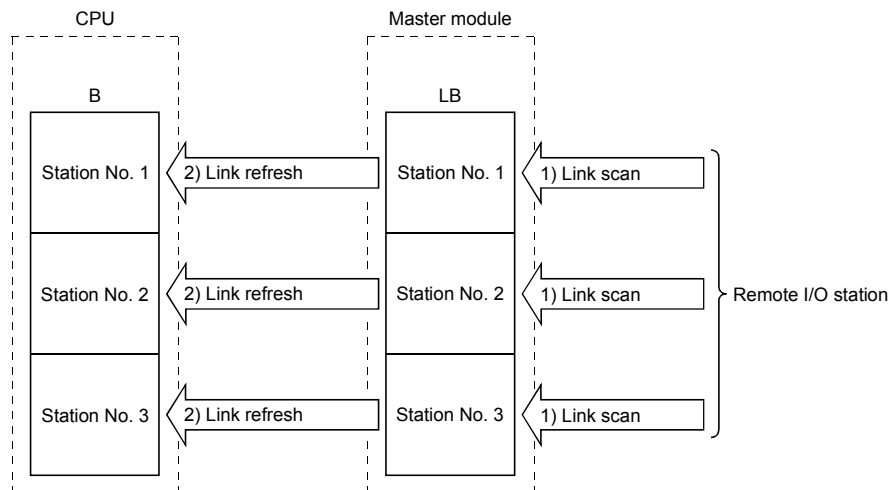 CPU
Master module
B
LB
Station No. 1
2) Link refresh
Station No. 1
1) Link scan
Station No. 2
2) Link refresh
Station No. 2
1) Link scan
Remote I/O station
Station No. 3
2) Link refresh
Station No. 3
1) Link scan